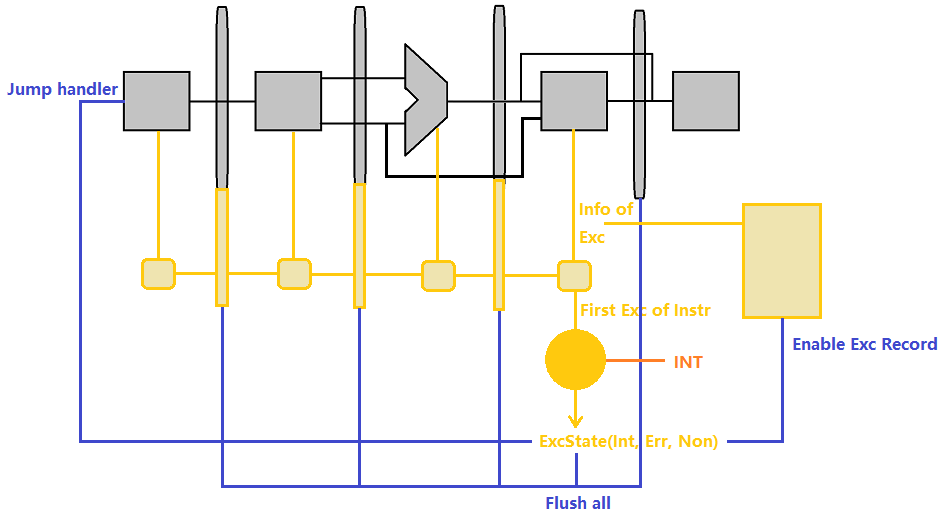 Jump handler
Info of
Exc
First Exc of Instr
Enable Exc Record
INT
ExcState(Int, Err, Non)
Flush all